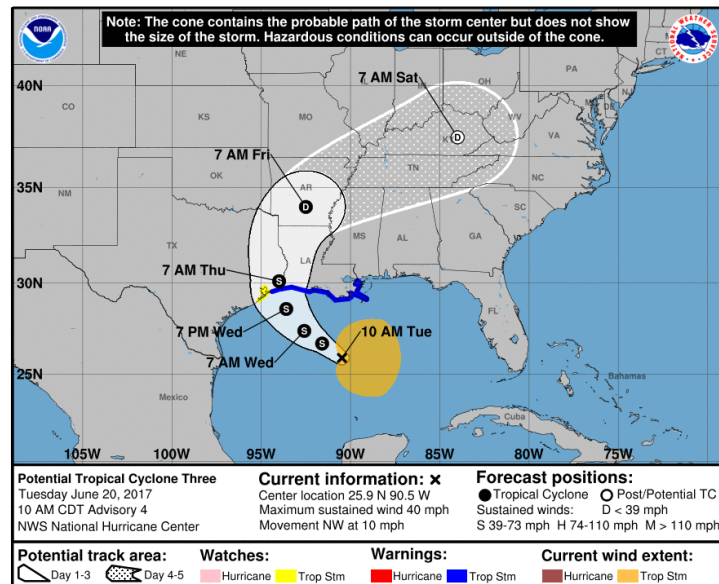 Note: The cone contains the probable path of the storm center but does not show
the size of the storm. Hazardous conditions can occur outside of the cone.
NOAA
NE
IL
IN
OH
PA
NJ
CT
MD
DE
40N
7 AM Sat
CO
KS
MO
WV
VA
KY
D
7 AM Fri
OK
TN
NC
35N
NM
AR
D
SC
MS
AL
GA
TX
LA
7 AM Thu
30N
S
FL
7 PM Wed
S
10 AM Tue
S
S
7 AM Wed
25N
Mexico
Bahamas
Cuba
105W
100W
95W
90W
85W
80W
75W
Potential Tropical Cyclone Three
Tuesday June 20, 2017
10 AM CDT Advisory 4
NWS National Hurricane Center
Current information:
Center location 25.9 N 90.5 W
Maximum sustained wind 40 mph
Movement NW at 10 mph
Forecast positions:
Tropical Cyclone Post/Potential TC
Sustained winds: D < 39 mph
S 39-73 mph H 74-110 mph M > 110 mph
Potential track area:
Day 1-3 Day 4-5
Watches:
Hurricane Trop Stm
Warnings:
Hurricane Trop Stm
Current wind extent:
Hurricane Trop Stm